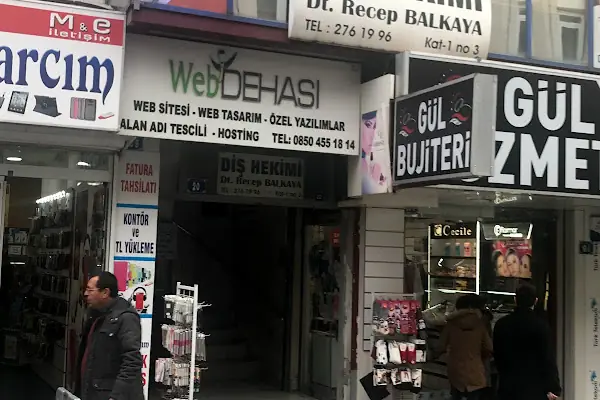 M & e
iletişim
arcım
WebDEHASI
WEB SİTESİ - WEB TASARIM - ÖZEL YAZILIMLAR
ALAN ADI TESCİLİ - HOSTING TEL: 0850 455 18 14
Dt. Recep BALKAYA
TEL : 276 19 96 Kat-1 no 3
GÜL
BUJİTERİ
GÜL
ZMET
DİŞ HEKİMİ
Dt. Recep BALKAYA
20
FATURA
TAHSİLATI
KONTÖR
ve
TL YÜKLEME
Cecile